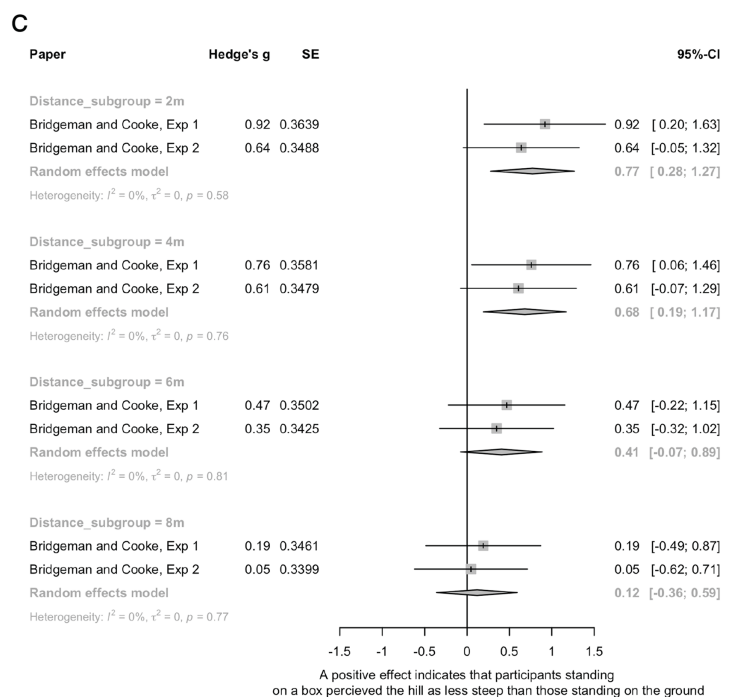 C
Paper Hedge's g SE 95%-CI
Distance_subgroup = 2m
Bridgeman and Cooke, Exp 1 0.92 0.3639 0.92 [ 0.20; 1.63]
Bridgeman and Cooke, Exp 2 0.64 0.3488 0.64 [-0.05; 1.32]
Random effects model 0.77 [ 0.28; 1.27]
Heterogeneity: I² = 0%, τ² = 0, p = 0.58
Distance_subgroup = 4m
Bridgeman and Cooke, Exp 1 0.76 0.3581 0.76 [ 0.06; 1.46]
Bridgeman and Cooke, Exp 2 0.61 0.3479 0.61 [-0.07; 1.29]
Random effects model 0.68 [ 0.19; 1.17]
Heterogeneity: I² = 0%, τ² = 0, p = 0.76
Distance_subgroup = 6m
Bridgeman and Cooke, Exp 1 0.47 0.3502 0.47 [-0.22; 1.15]
Bridgeman and Cooke, Exp 2 0.35 0.3425 0.35 [-0.32; 1.02]
Random effects model 0.41 [-0.07; 0.89]
Heterogeneity: I² = 0%, τ² = 0, p = 0.81
Distance_subgroup = 8m
Bridgeman and Cooke, Exp 1 0.19 0.3461 0.19 [-0.49; 0.87]
Bridgeman and Cooke, Exp 2 0.05 0.3399 0.05 [-0.62; 0.71]
Random effects model 0.12 [-0.36; 0.59]
Heterogeneity: I² = 0%, τ² = 0, p = 0.77
-1.5 -1 -0.5 0 0.5 1 1.5
A positive effect indicates that participants standing
on a box percieved the hill as less steep than those standing on the ground